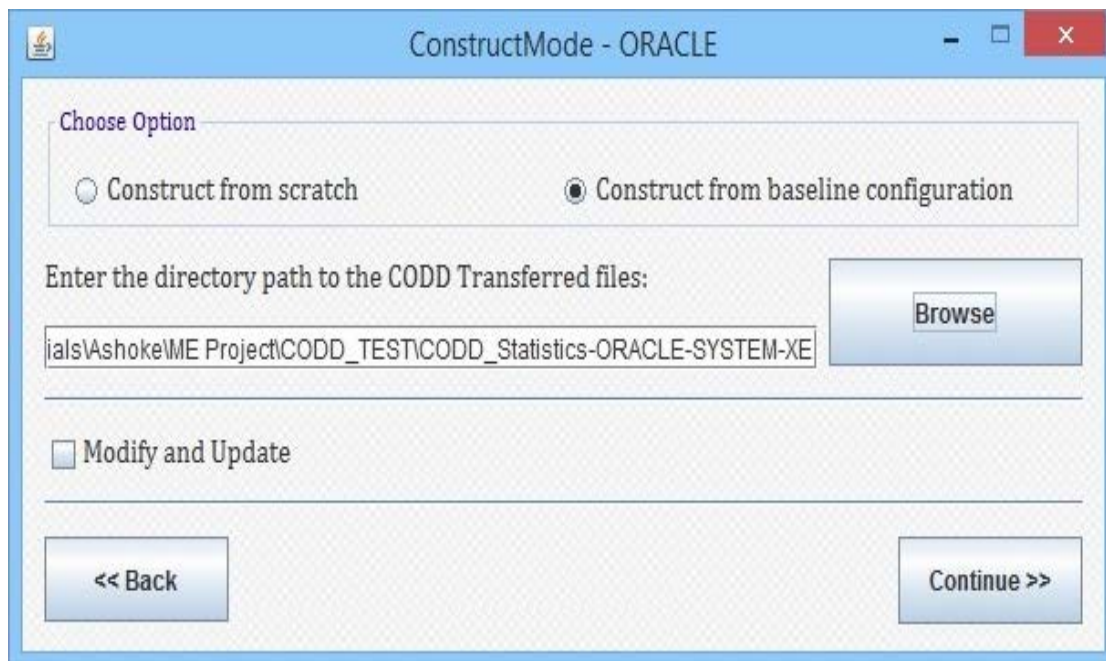 ConstructMode - ORACLE
Choose Option
Construct from scratch
Construct from baseline configuration
Enter the directory path to the CODD Transferred files:
Browse
ials\Ashoke\ME Project\CODD_TEST\CODD_Statistics-ORACLE-SYSTEM-XE
Modify and Update
<< Back
Continue >>